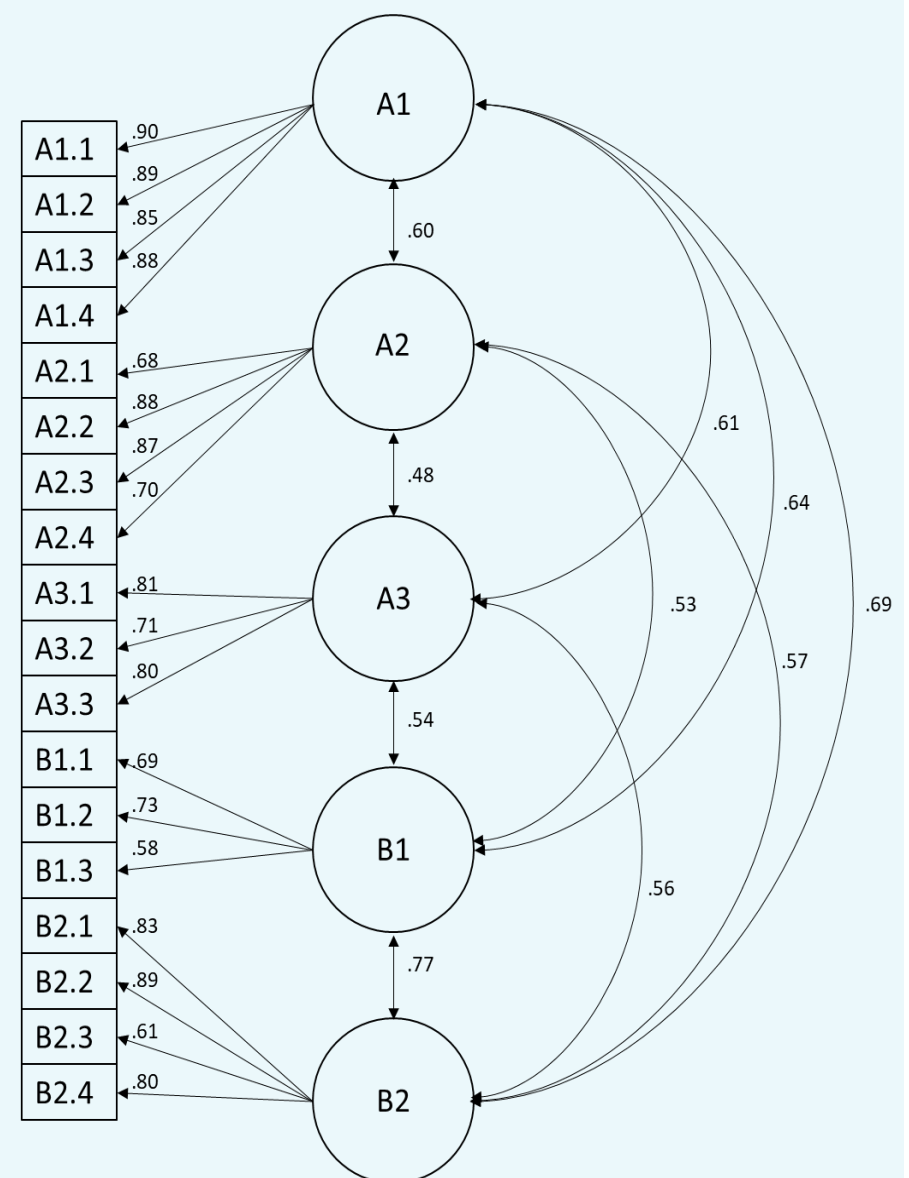 A1
.90
A1.1
.89
A1.2
.85
A1.3
.88
A1.4
.60
A2
.68
A2.1
.88
A2.2
.87
A2.3
.70
A2.4
.61
.48
.64
A3
.81
A3.1
.71
A3.2
.80
A3.3
.53
.69
.57
.54
.69
B1.1
.73
B1.2
.58
B1.3
B1
.56
.83
B2.1
.77
.89
B2.2
.61
B2.3
.80
B2.4
B2